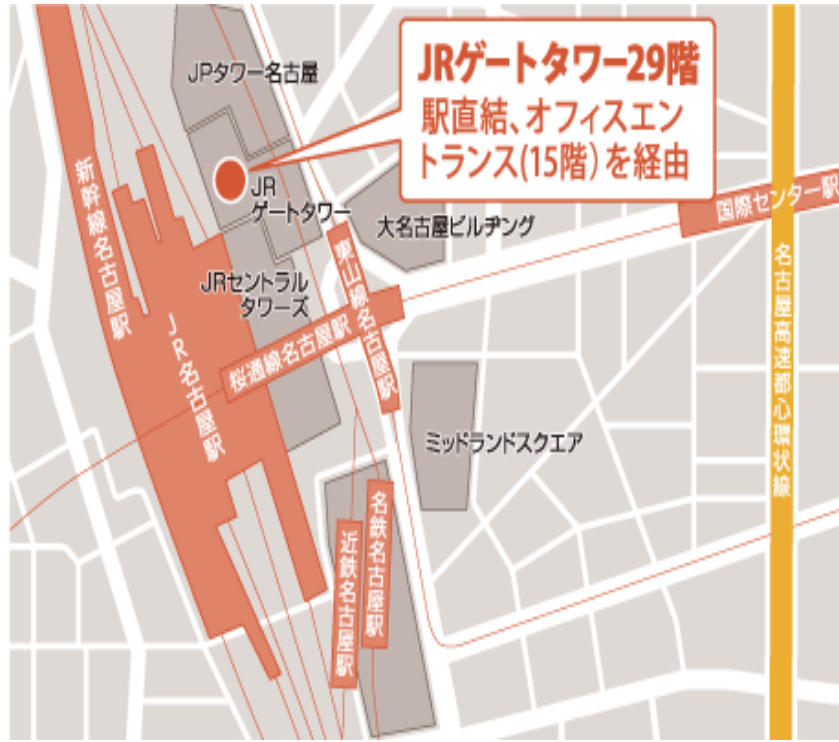 JPタワー名古屋
JRゲートタワー29階
駅直結、オフィスエン
トランス(15階)を経由
JR
ゲートタワー
大名古屋ビルヂング
国際センター駅
新幹線名古屋駅
JRセントラル
タワーズ
東山線名古屋駅
桜通線名古屋駅
JR名古屋駅
名古屋高速都心環状線
ミッドランドスクエア
名鉄名古屋駅
近鉄名古屋駅